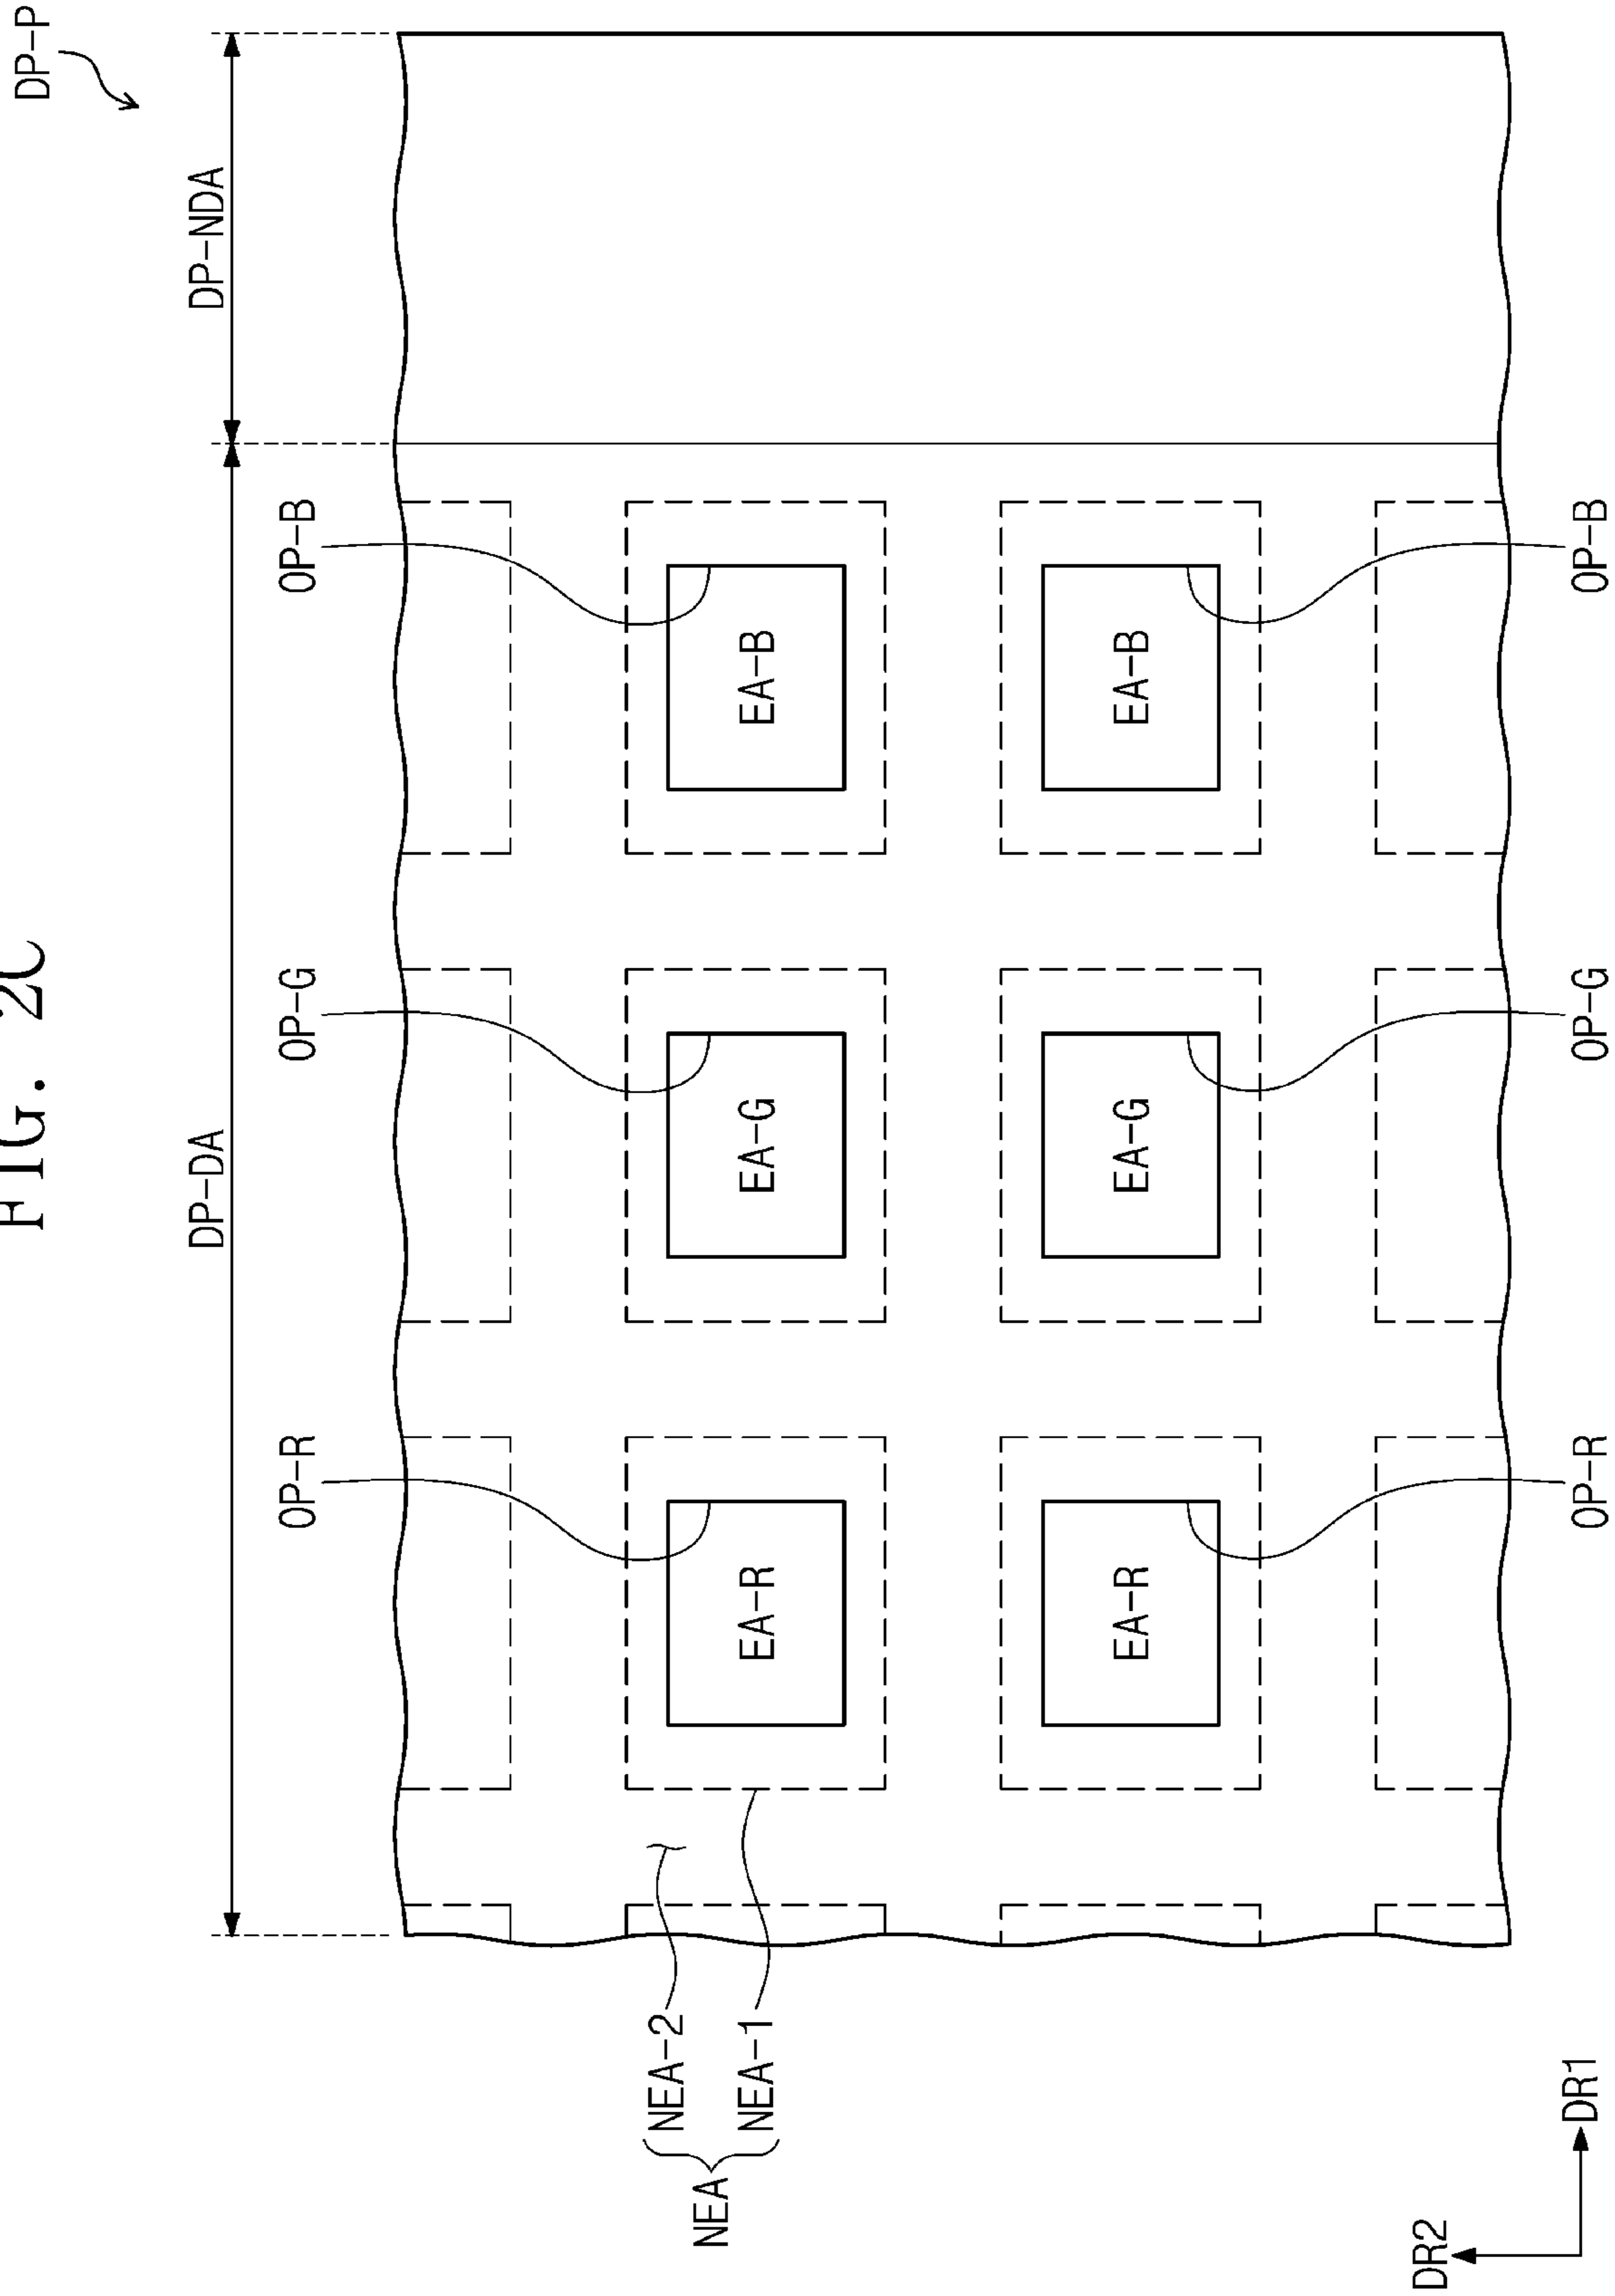 FIG. 2C
DP-P
DP-DA
DP-NDA
OP-R
OP-G
OP-B
NEA
NEA-2
NEA-1
EA-R
EA-G
EA-B
EA-R
EA-G
EA-B
DR2
DR1
OP-R
OP-G
OP-B